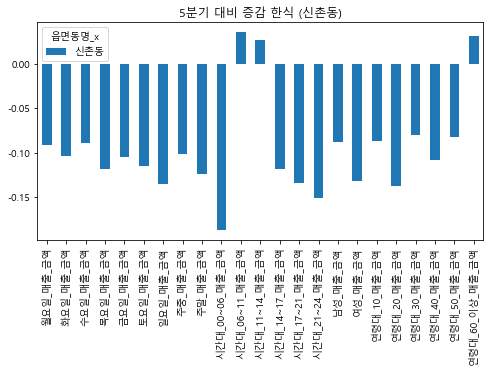 5분기 대비 증감 한식 (신촌동)
읍면동명_x
신촌동
0.00
-0.05
-0.10
-0.15
월요일_매출_금액
화요일_매출_금액
수요일_매출_금액
목요일_매출_금액
금요일_매출_금액
토요일_매출_금액
일요일_매출_금액
주중_매출_금액
주말_매출_금액
시간대_00~06_매출_금액
시간대_06~11_매출_금액
시간대_11~14_매출_금액
시간대_14~17_매출_금액
시간대_17~21_매출_금액
시간대_21~24_매출_금액
남성_매출_금액
여성_매출_금액
연령대_10_매출_금액
연령대_20_매출_금액
연령대_30_매출_금액
연령대_40_매출_금액
연령대_50_매출_금액
연령대_60_이상_매출_금액